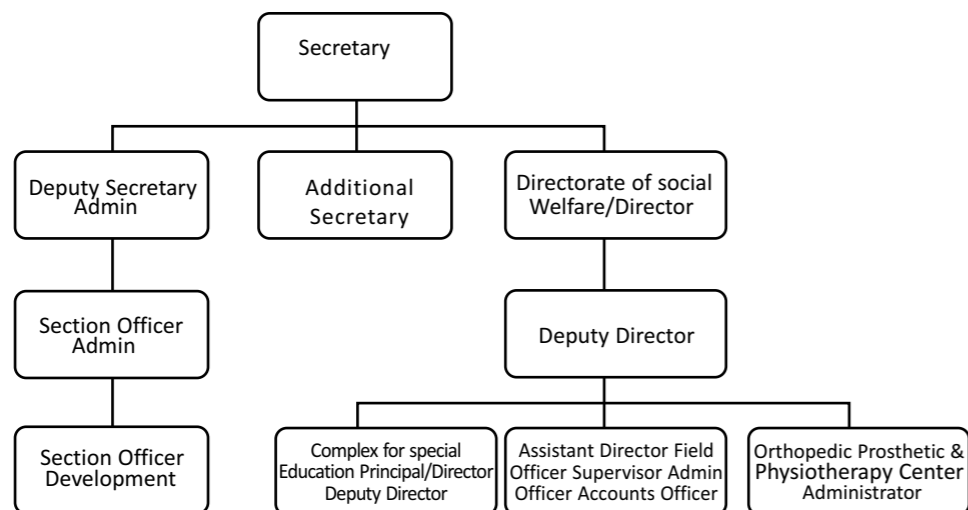 Secretary
Deputy Secretary
Admin
Additional
Secretary
Directorate of social
Welfare/Director
Section Officer
Admin
Deputy Director
Section Officer
Development
Complex for special
Education Principal/Director
Deputy Director
Assistant Director Field
Officer Supervisor Admin
Officer Accounts Officer
Orthopedic Prosthetic &
Physiotherapy Center
Administrator